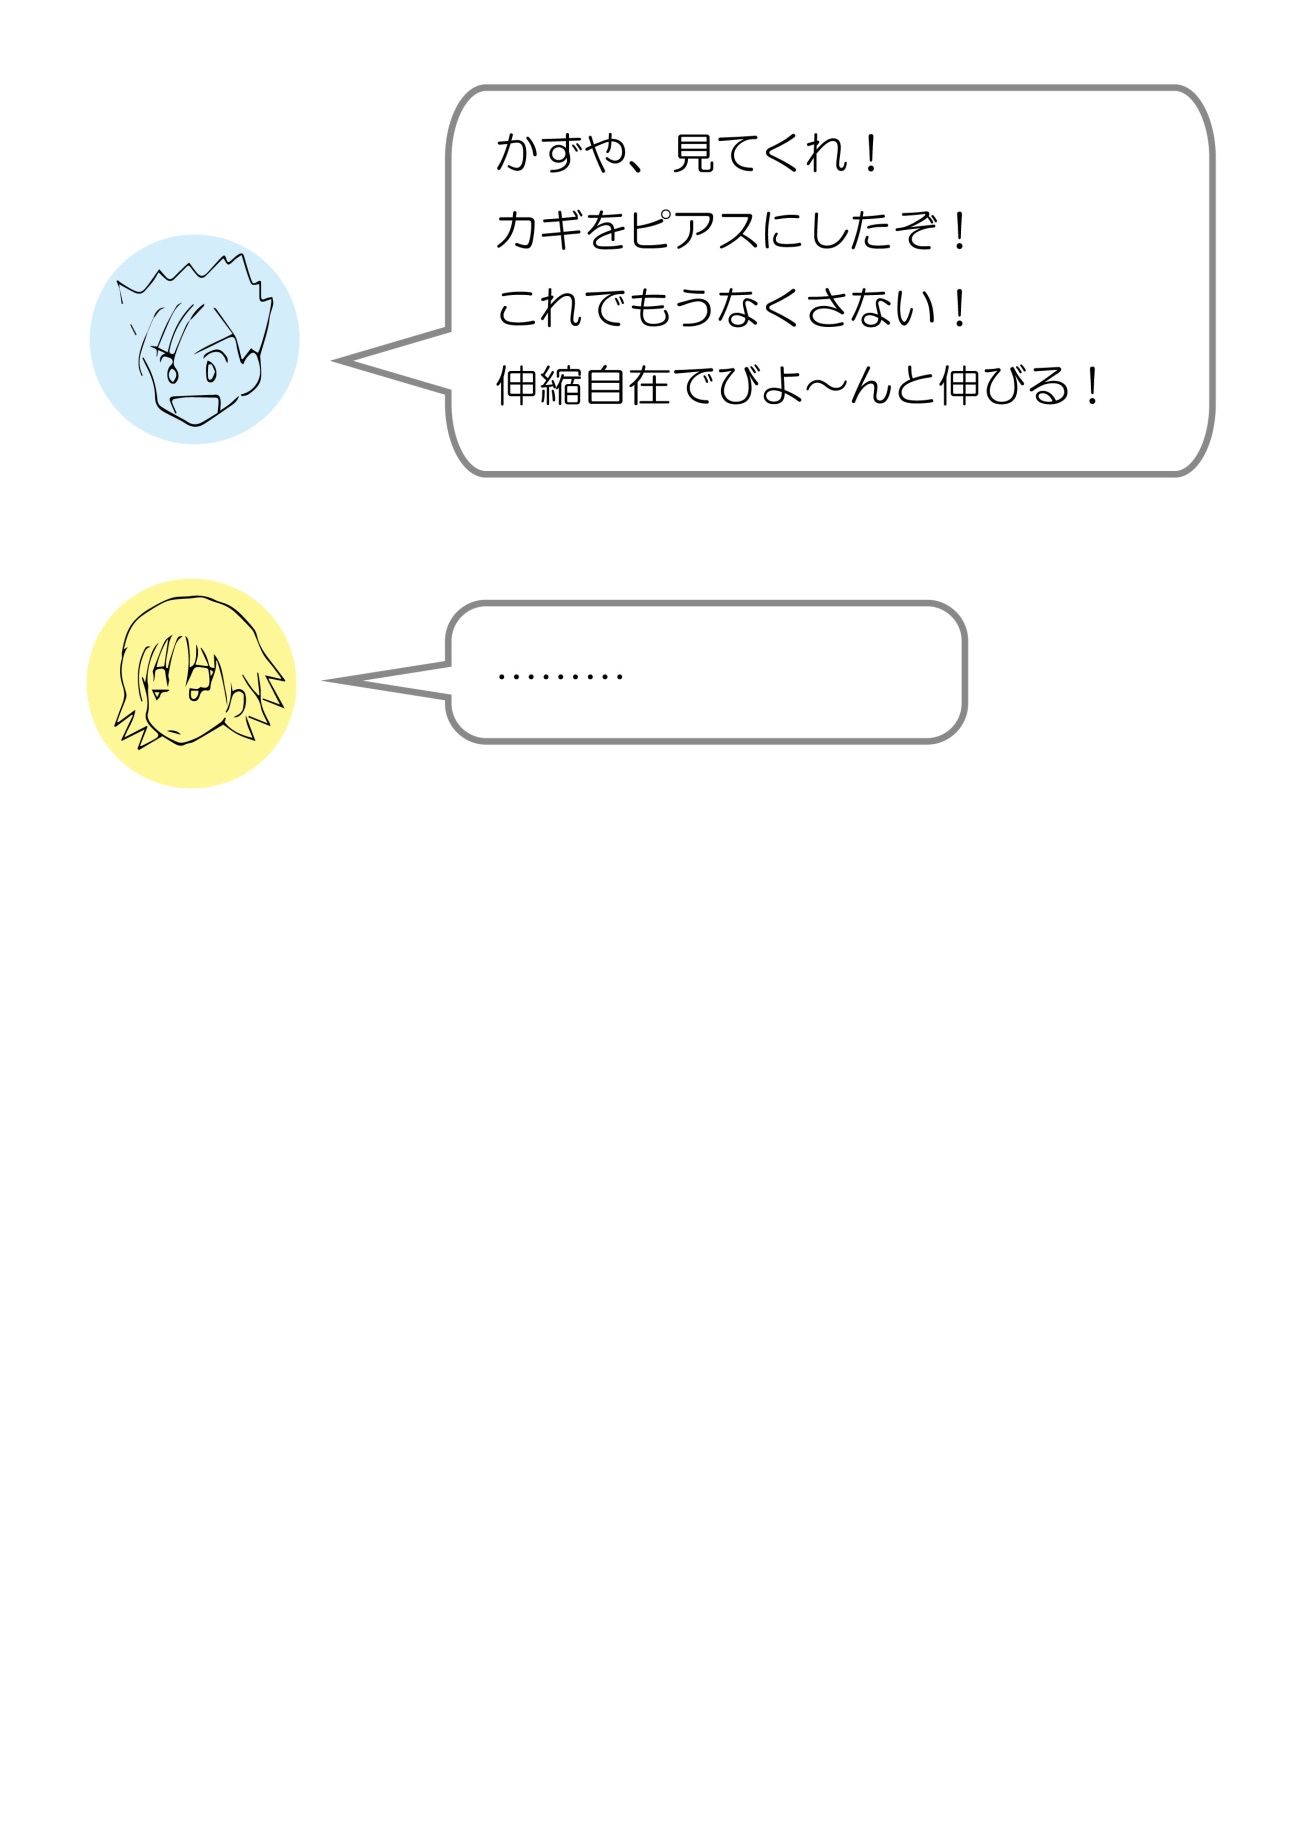 かずや、見てくれ！
カギをピアスにしたぞ！
これでもうなくさない！
伸縮自在でびよ～んと伸びる！
………